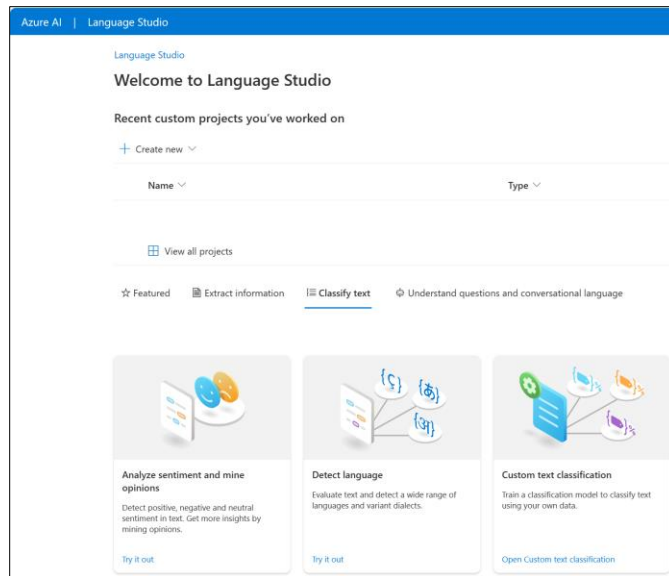 Azure AI | Language Studio
Language Studio
Welcome to Language Studio
Recent custom projects you've worked on
Create new
Name Type
View all projects
Featured Extract information Classify text Understand questions and conversational language
{ç} {あ}
{अ}
Analyze sentiment and mine
opinions
Detect positive, negative and neutral
sentiment in text. Get more insights by
mining opinions.
Try it out
Detect language
Evaluate text and detect a wide range of
languages and variant dialects.
Try it out
Custom text classification
Train a classification model to classify text
using your own data.
Open Custom text classification